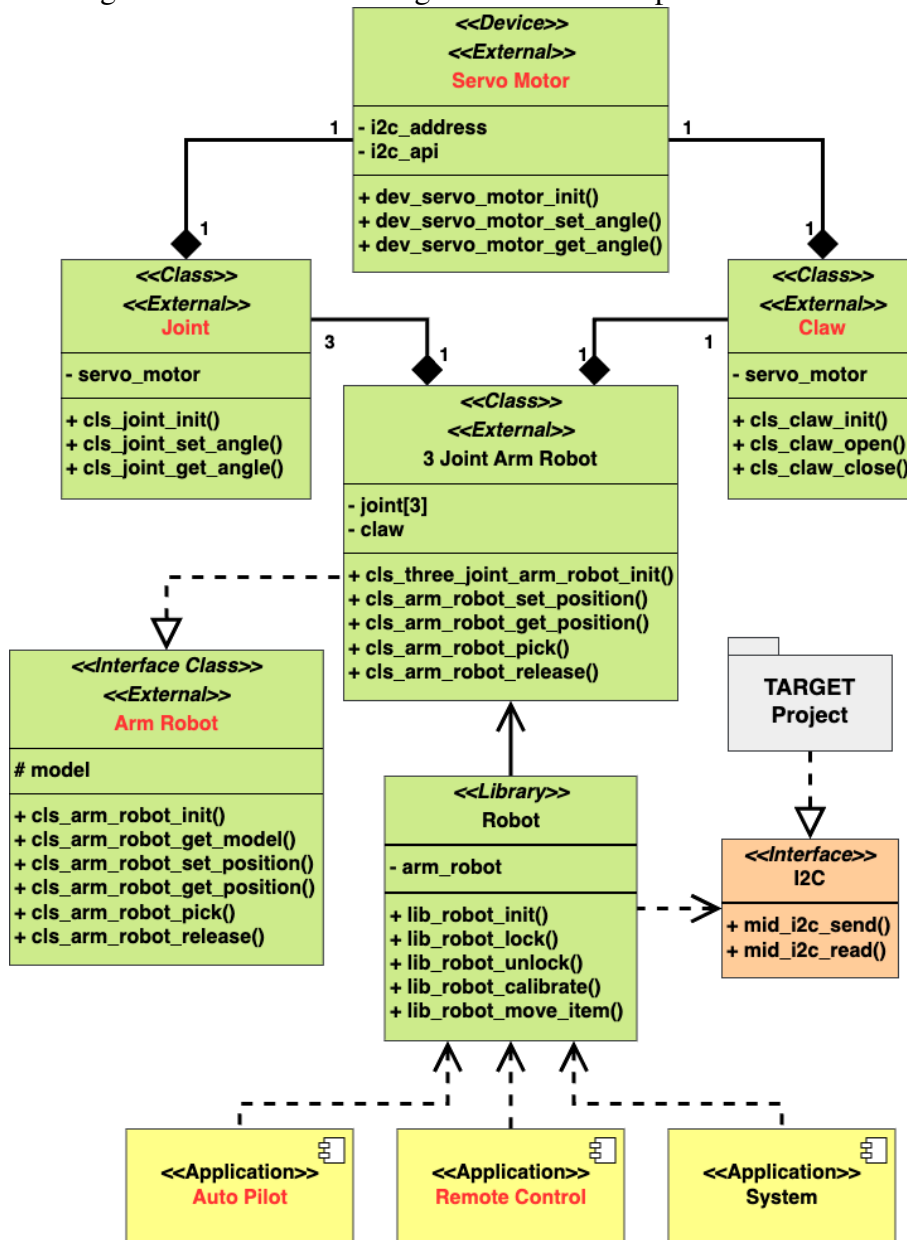 <<Device>>
<<External>>
Servo Motor
- i2c_address
- i2c_api
+ dev_servo_motor_init()
+ dev_servo_motor_set_angle()
+ dev_servo_motor_get_angle()
1
1
1
1
<<Class>>
<<External>>
Joint
- servo_motor
+ cls_joint_init()
+ cls_joint_set_angle()
+ cls_joint_get_angle()
<<Class>>
<<External>>
Claw
- servo_motor
+ cls_claw_init()
+ cls_claw_open()
+ cls_claw_close()
3
1
1
1
<<Class>>
<<External>>
3 Joint Arm Robot
- joint[3]
- claw
+ cls_three_joint_arm_robot_init()
+ cls_arm_robot_set_position()
+ cls_arm_robot_get_position()
+ cls_arm_robot_pick()
+ cls_arm_robot_release()
<<Interface Class>>
<<External>>
Arm Robot
# model
+ cls_arm_robot_init()
+ cls_arm_robot_get_model()
+ cls_arm_robot_set_position()
+ cls_arm_robot_get_position()
+ cls_arm_robot_pick()
+ cls_arm_robot_release()
TARGET
Project
<<Library>>
Robot
- arm_robot
+ lib_robot_init()
+ lib_robot_lock()
+ lib_robot_unlock()
+ lib_robot_calibrate()
+ lib_robot_move_item()
<<Interface>>
I2C
+ mid_i2c_send()
+ mid_i2c_read()
<<Application>>
Auto Pilot
<<Application>>
Remote Control
<<Application>>
System